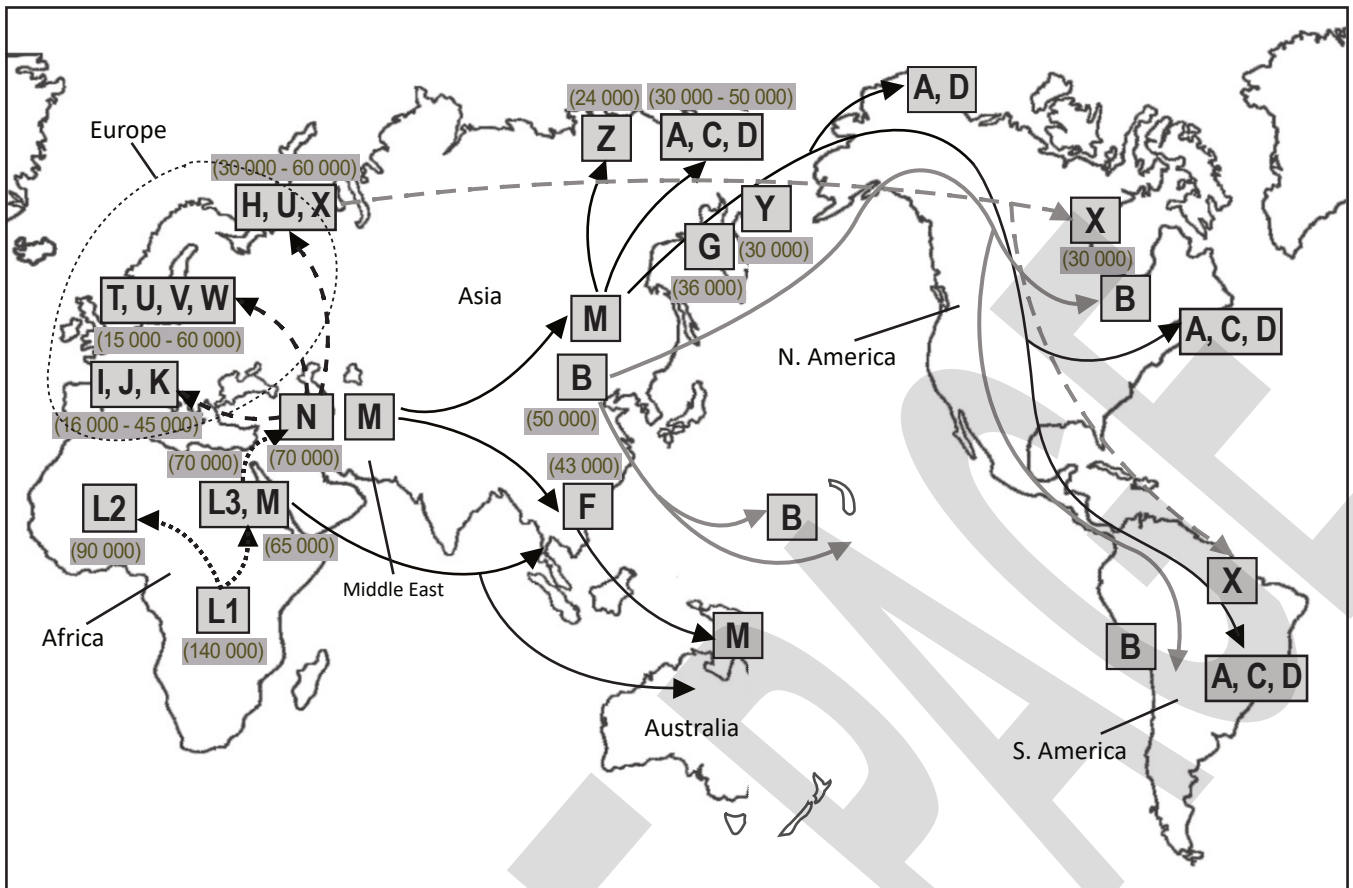 (24 000)
(30 000 - 50 000)
A, D
Europe
Z
A, C, D
(30 000 - 60 000)
H, U, X
Y
X
G
(30 000)
(30 000)
(36 000)
Asia
T, U, V, W
B
M
A, C, D
(15 000 - 60 000)
N. America
I, J, K
B
(16 000 - 45 000)
N
M
(50 000)
(70 000)
(70 000)
(43 000)
L2
L3, M
F
B
(90 000)
(65 000)
Middle East
L1
X
Africa
(140 000)
M
B
A, C, D
Australia
S. America